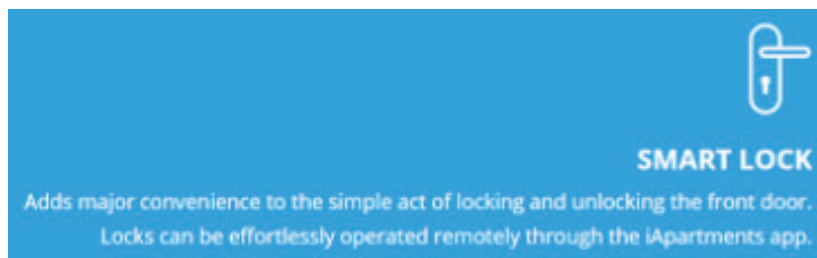 SMART LOCK
Adds major convenience to the simple act of locking and unlocking the front door.
Locks can be effortlessly operated remotely through the iApartments app.